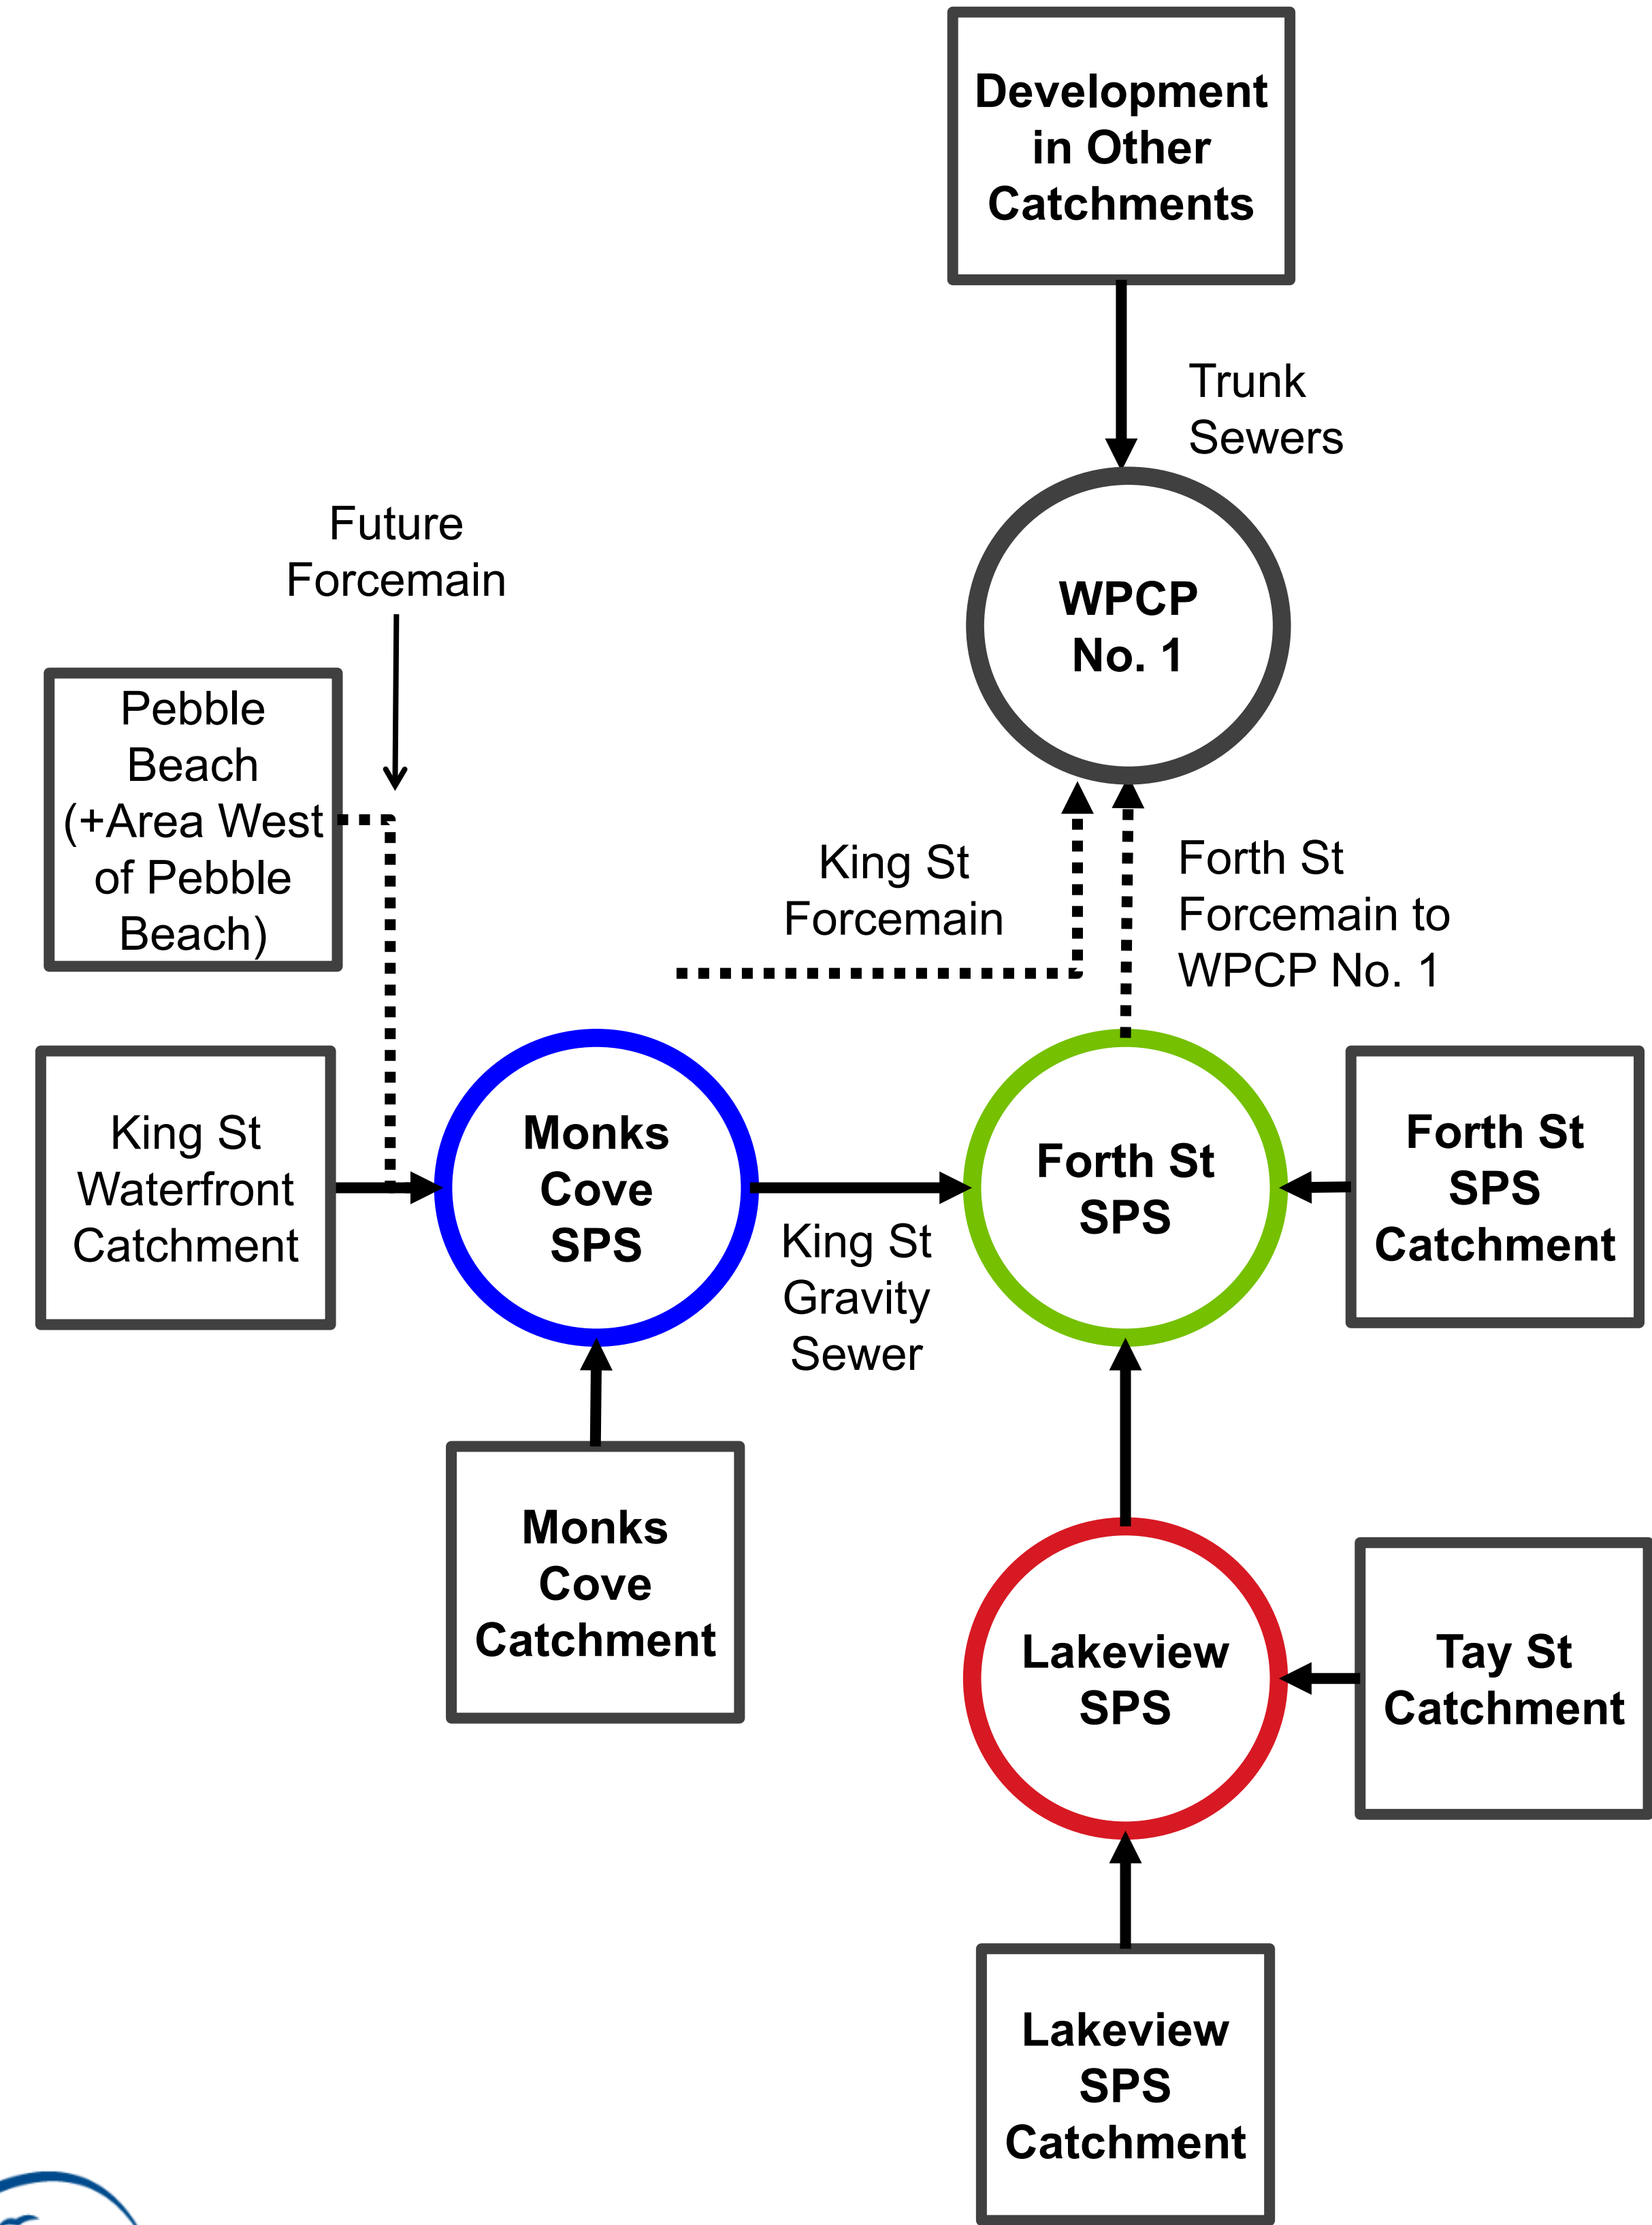 Development
in Other
Catchments
Trunk
Sewers
Future
Forcemain
WPCP
No. 1
Pebble
Beach
(+Area West
of Pebble
Beach)
King St
Forcemain
Forth St
Forcemain to
WPCP No. 1
King St
Waterfront
Catchment
Monks
Cove
SPS
King St
Gravity
Sewer
Forth St
SPS
Forth St
SPS
Catchment
Monks
Cove
Catchment
Lakeview
SPS
Tay St
Catchment
Lakeview
SPS
Catchment